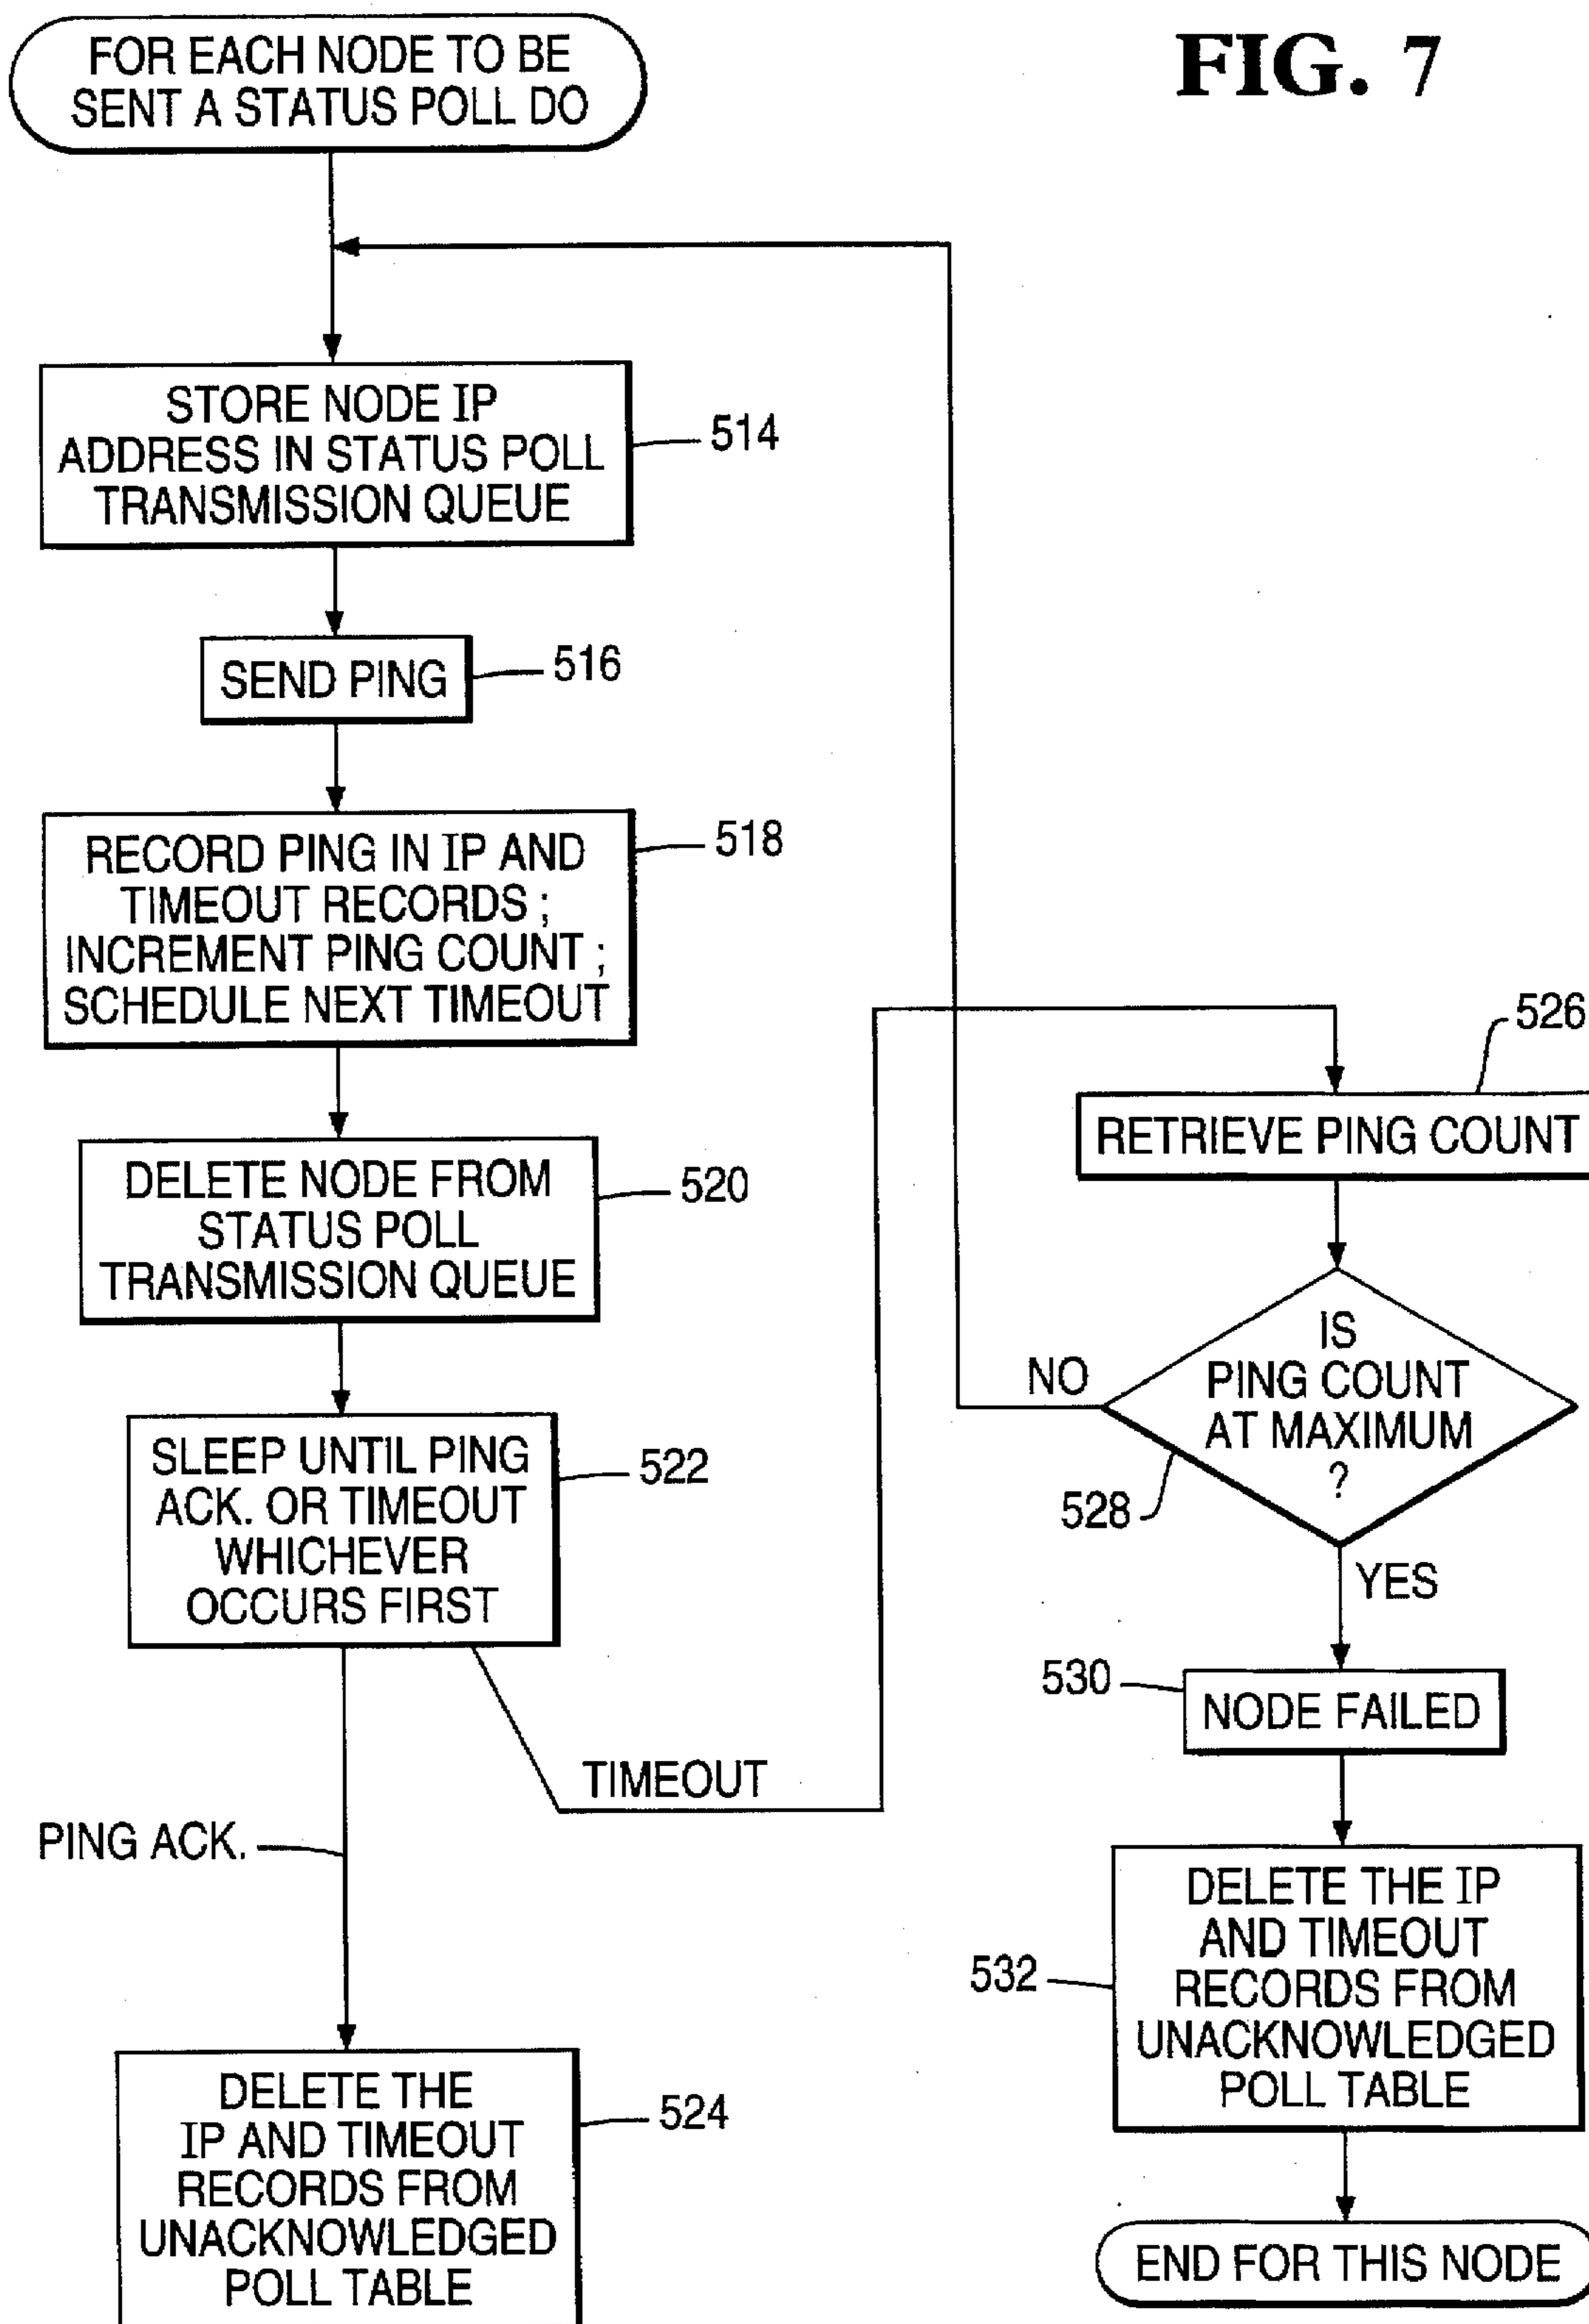 FIG. 7
FOR EACH NODE TO BE
SENT A STATUS POLL DO
STORE NODE IP
ADDRESS IN STATUS POLL
TRANSMISSION QUEUE
514
SEND PING
516
RECORD PING IN IP AND
TIMEOUT RECORDS ;
INCREMENT PING COUNT ;
SCHEDULE NEXT TIMEOUT
518
DELETE NODE FROM
STATUS POLL
TRANSMISSION QUEUE
520
SLEEP UNTIL PING
ACK. OR TIMEOUT
WHICHEVER
OCCURS FIRST
522
TIMEOUT
PING ACK.
DELETE THE
IP AND TIMEOUT
RECORDS FROM
UNACKNOWLEDGED
POLL TABLE
524
526
RETRIEVE PING COUNT
IS
PING COUNT
AT MAXIMUM
?
NO
528
YES
530
NODE FAILED
DELETE THE IP
AND TIMEOUT
RECORDS FROM
UNACKNOWLEDGED
POLL TABLE
532
END FOR THIS NODE